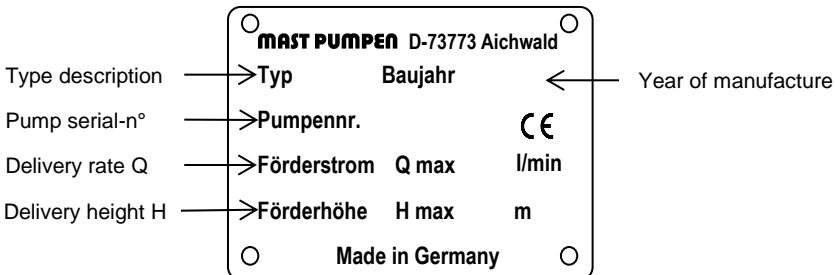 MAST PUMPEN D-73773 Aichwald
Type description Typ Baujahr Year of manufacture
Pump serial-n° Pumpennr. CE
Delivery rate Q Förderstrom Q max l/min
Delivery height H Förderhöhe H max m
Made in Germany